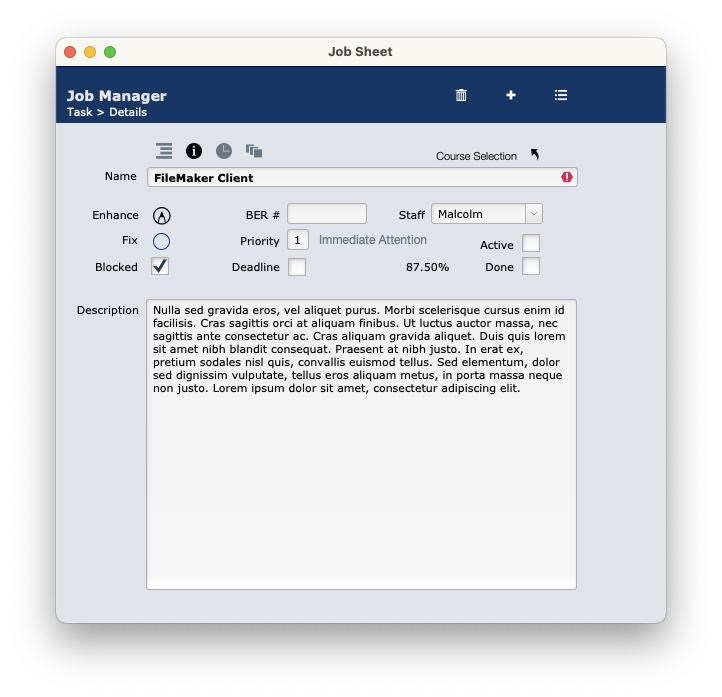 Job Sheet
Job Manager
Task > Details
Course Selection
Name FileMaker Client
Enhance BER # Staff Malcolm
Fix Priority 1 Immediate Attention Active
Blocked Deadline 87.50% Done
Description Nulla sed gravida eros, vel aliquet purus. Morbi scelerisque cursus enim id
facilisis. Cras sagittis orci at aliquam finibus. Ut luctus auctor massa, nec
sagittis ante consectetur ac. Cras aliquam gravida aliquet. Duis quis lorem
sit amet nibh blandit consequat. Praesent at nibh justo. In erat ex,
pretium sodales nisl quis, convallis euismod tellus. Sed elementum, dolor
sed dignissim vulputate, tellus eros aliquam metus, in porta massa neque
non justo. Lorem ipsum dolor sit amet, consectetur adipiscing elit.